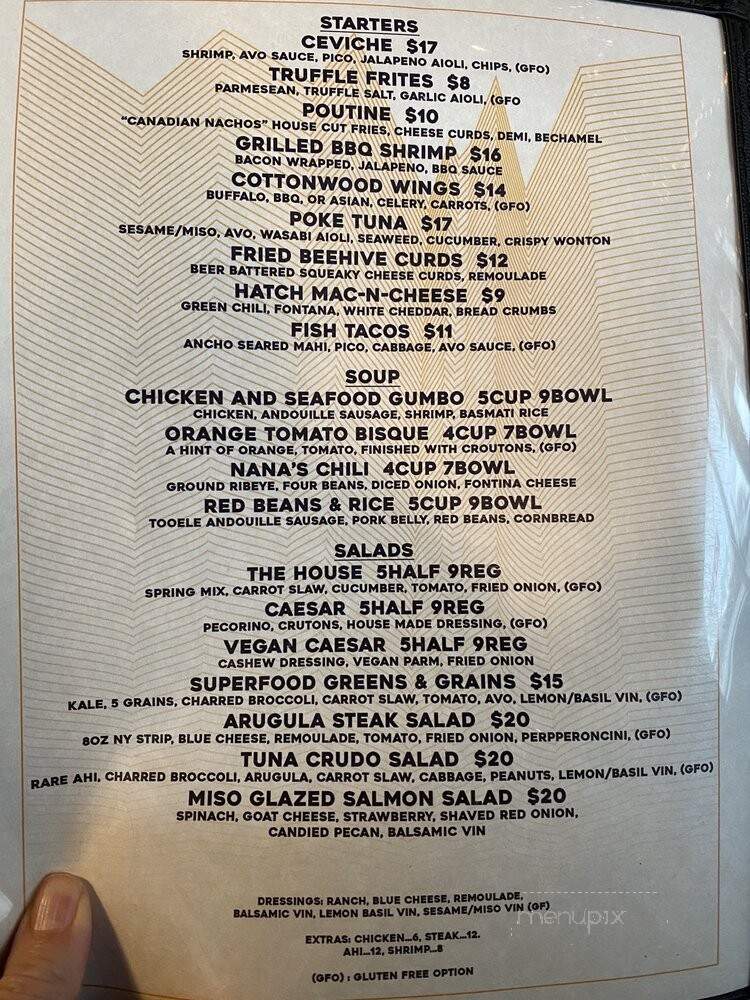 STARTERS
CEVICHE $17
SHRIMP, AVO SAUCE, PICO, JALAPENO AIOLI, CHIPS, (GFO)
TRUFFLE FRITES $8
PARMESEAN, TRUFFLE SALT, GARLIC AIOLI, (GFO
POUTINE $10
"CANADIAN NACHOS" HOUSE CUT FRIES, CHEESE CURDS, DEMI, BECHAMEL
GRILLED BBQ SHRIMP $16
BACON WRAPPED, JALAPENO, BBQ SAUCE
COTTONWOOD WINGS $14
BUFFALO, BBQ, OR ASIAN, CELERY, CARROTS, (GFO)
POKE TUNA $17
SESAME/MISO, AVO, WASABI AIOLI, SEAWEED, CUCUMBER, CRISPY WONTON
FRIED BEEHIVE CURDS $12
BEER BATTERED SQUEAKY CHEESE CURDS, REMOULADE
HATCH MAC-N-CHEESE $9
GREEN CHILI, FONTANA, WHITE CHEDDAR, BREAD CRUMBS
FISH TACOS $11
ANCHO SEARED MAHI, PICO, CABBAGE, AVO SAUCE, (GFO)
SOUP
CHICKEN AND SEAFOOD GUMBO 5CUP 9BOWL
CHICKEN, ANDOUILLE SAUSAGE, SHRIMP, BASMATI RICE
ORANGE TOMATO BISQUE 4CUP 7BOWL
A HINT OF ORANGE, TOMATO, FINISHED WITH CROUTONS, (GFO)
NANA'S CHILI 4CUP 7BOWL
GROUND RIBEYE, FOUR BEANS, DICED ONION, FONTINA CHEESE
RED BEANS & RICE 5CUP 9BOWL
TOOELE ANDOUILLE SAUSAGE, PORK BELLY, RED BEANS, CORNBREAD
SALADS
THE HOUSE 5HALF 9REG
SPRING MIX, CARROT SLAW, CUCUMBER, TOMATO, FRIED ONION, (GFO)
CAESAR 5HALF 9REG
PECORINO, CRUTONS, HOUSE MADE DRESSING, (GFO)
VEGAN CAESAR 5HALF 9REG
CASHEW DRESSING, VEGAN PARM, FRIED ONION
SUPERFOOD GREENS & GRAINS $15
KALE, 5 GRAINS, CHARRED BROCCOLI, CARROT SLAW, TOMATO, AVO, LEMON/BASIL VIN, (GFO)
ARUGULA STEAK SALAD $20
8OZ NY STRIP, BLUE CHEESE, REMOULADE, TOMATO, FRIED ONION, PERPPERONCINI, (GFO)
TUNA CRUDO SALAD $20
RARE AHI, CHARRED BROCCOLI, ARUGULA, CARROT SLAW, CABBAGE, PEANUTS, LEMON/BASIL VIN, (GFO)
MISO GLAZED SALMON SALAD $20
SPINACH, GOAT CHEESE, STRAWBERRY, SHAVED RED ONION,
CANDIED PECAN, BALSAMIC VIN
DRESSINGS: RANCH, BLUE CHEESE, REMOULADE,
BALSAMIC VIN, LEMON BASIL VIN, SESAME/MISO VIN (GF)
menupix
EXTRAS: CHICKEN...6, STEAK...12.
AHI...12, SHRIMP...8
(GFO) : GLUTEN FREE OPTION